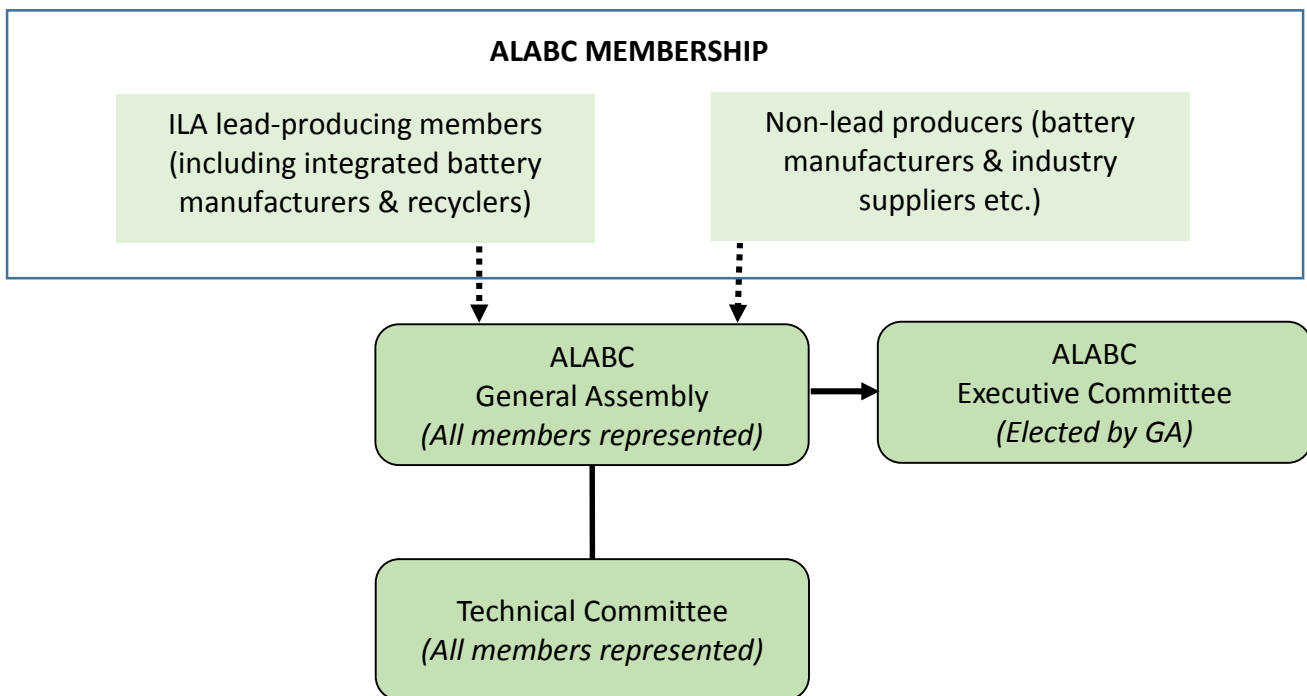 ALABC MEMBERSHIP
ILA lead-producing members
(including integrated battery
manufacturers & recyclers)
Non-lead producers (battery
manufacturers & industry
suppliers etc.)
ALABC
General Assembly
(All members represented)
ALABC
Executive Committee
(Elected by GA)
Technical Committee
(All members represented)